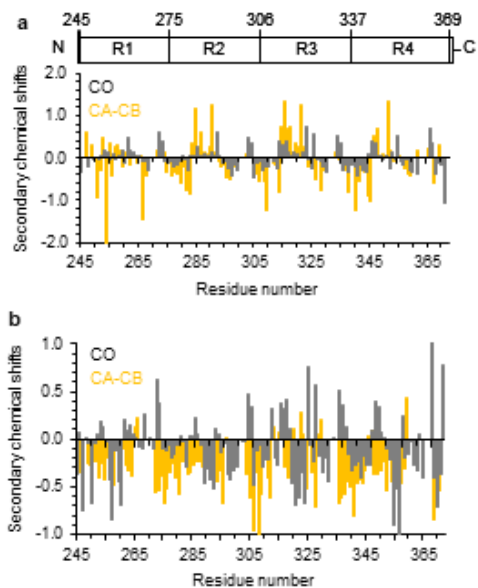 a 245 275 306 337 369
N R1 R2 R3 R4 C
2.0
CO
CA-CB
1.0
0.0
-1.0
-2.0
Secondary chemical shifts
245 265 285 305 325 345 365
Residue number
b
1.0
CO
CA-CB
0.5
0.0
-0.5
-1.0
Secondary chemical shifts
245 265 285 305 325 345 365
Residue number